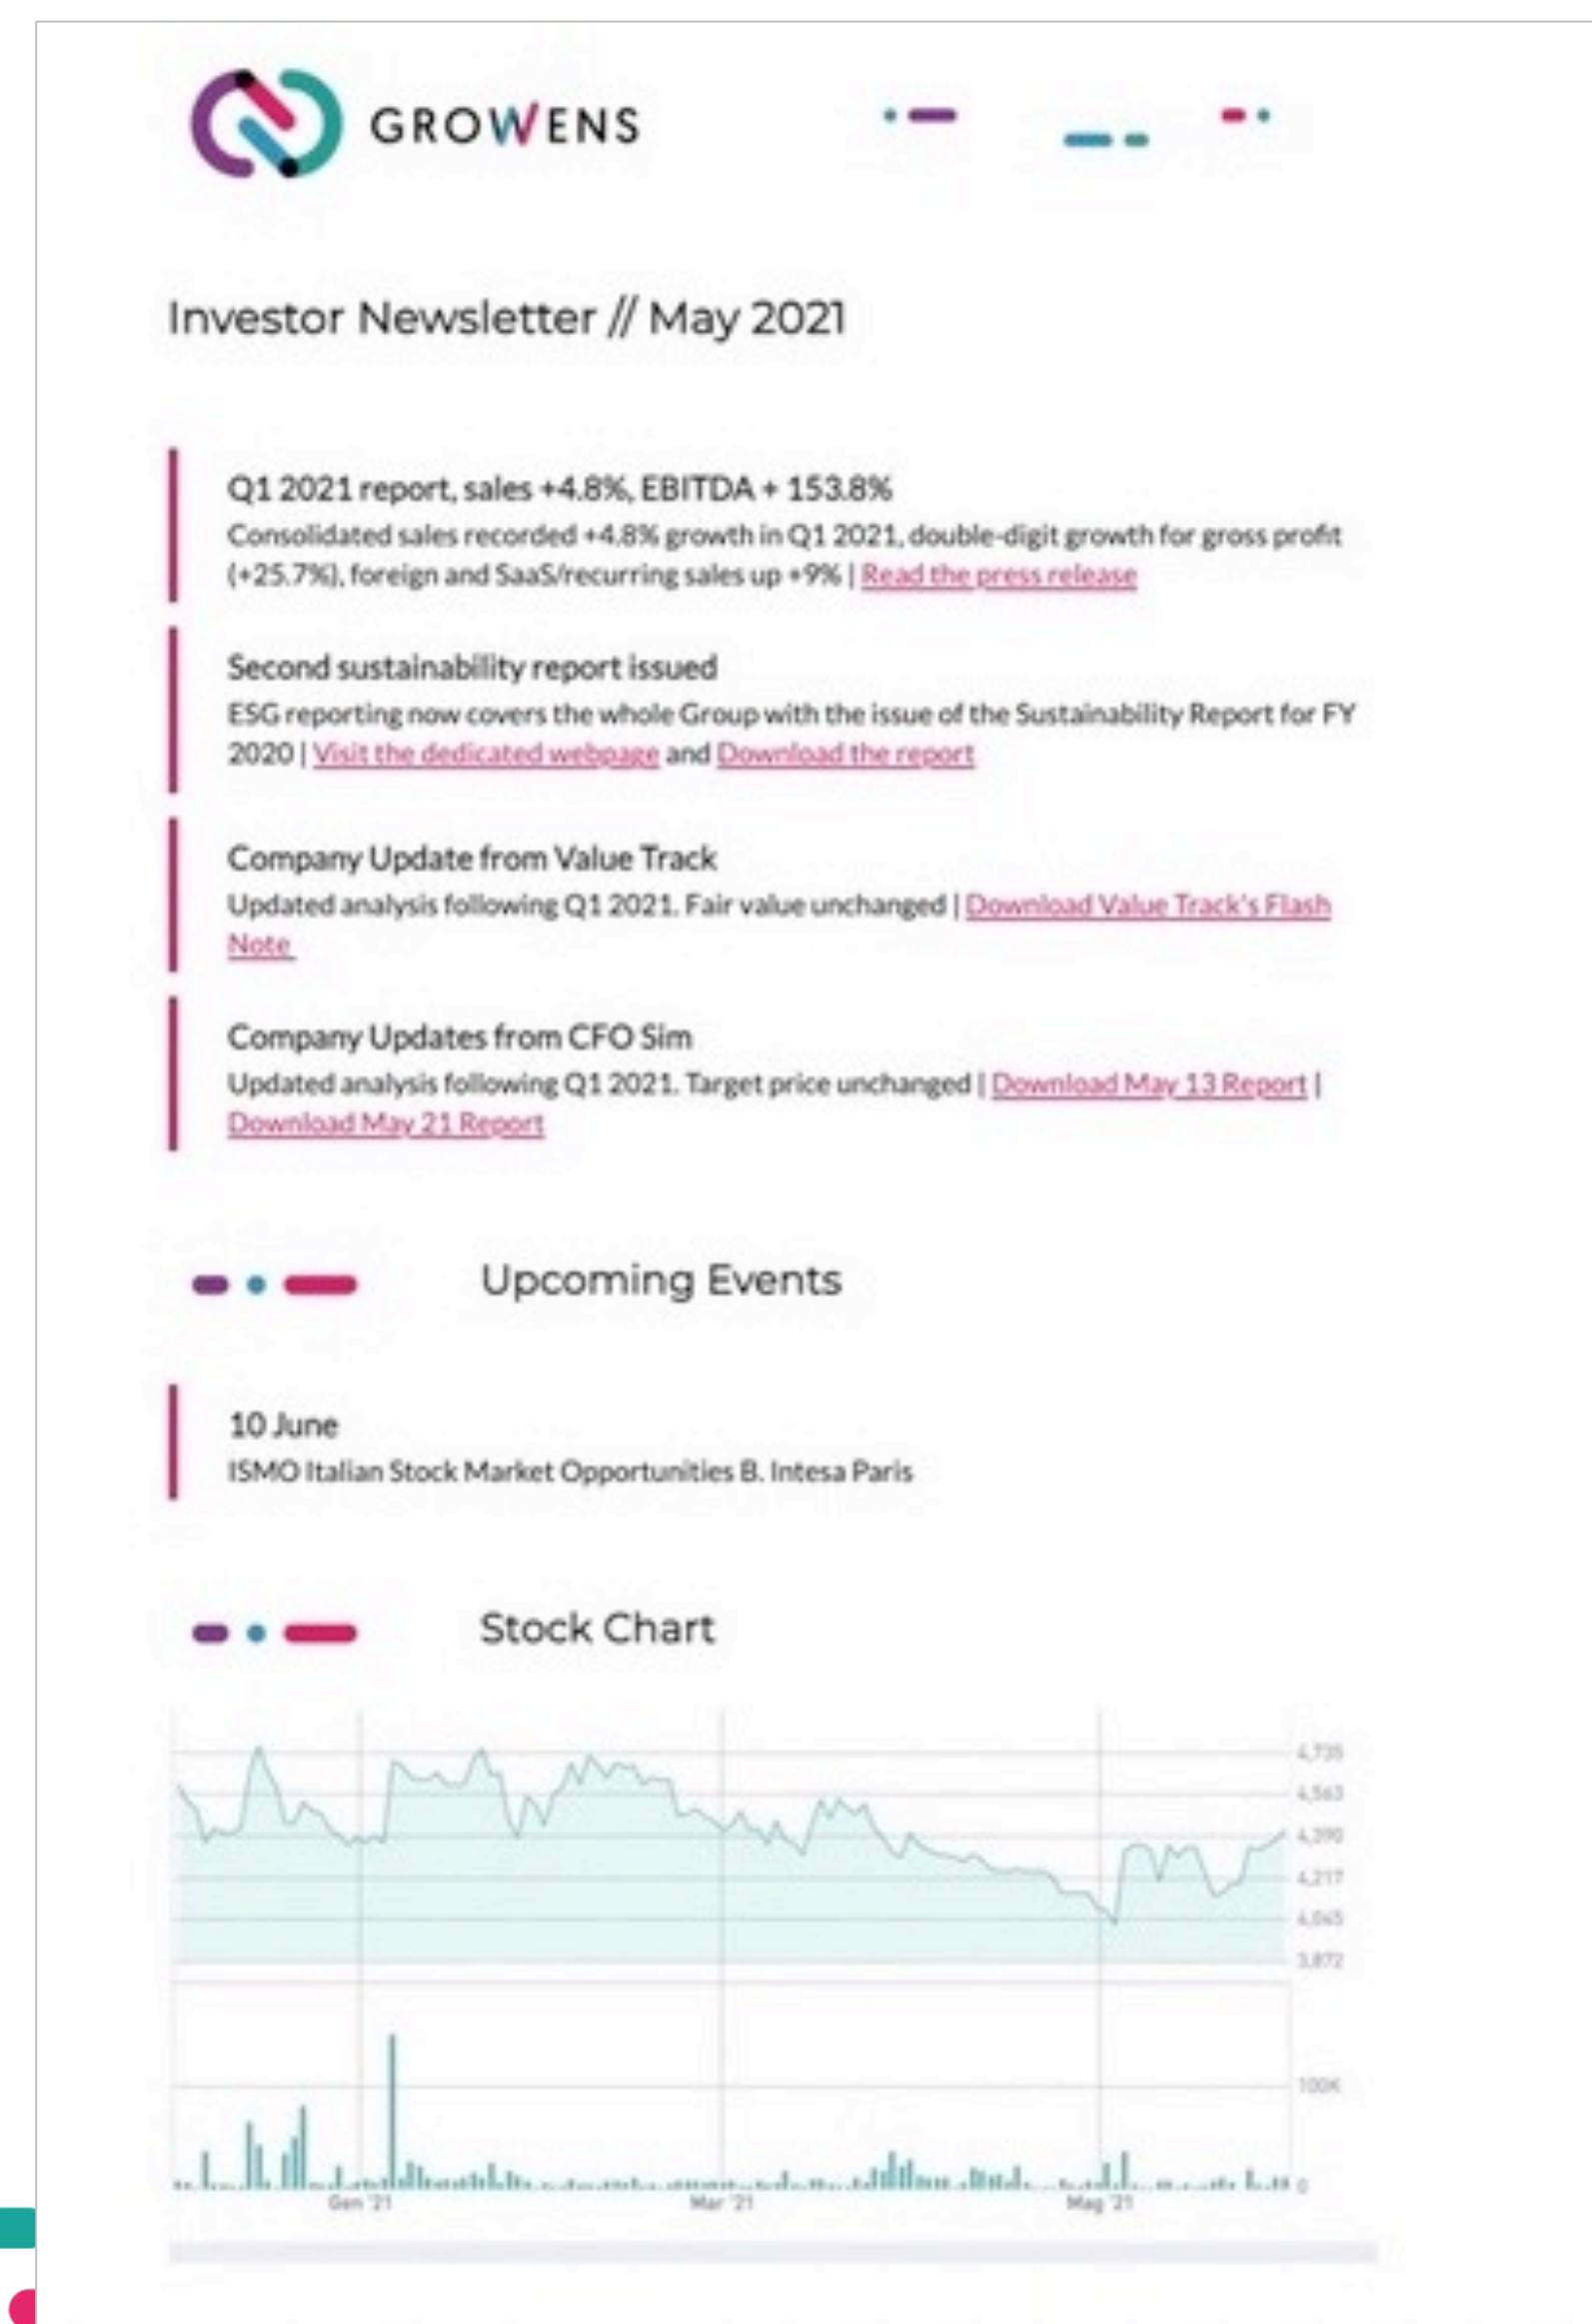 GROWENS
Investor Newsletter // May 2021
Q1 2021 report, sales +4.8%, EBITDA + 153.8%
Consolidated sales recorded +4.8% growth in Q1 2021, double-digit growth for gross profit
(+25.7%), foreign and SaaS/recurring sales up +9% | Read the press release
Second sustainability report issued
ESG reporting now covers the whole Group with the issue of the Sustainability Report for FY
2020 | Visit the dedicated webpage and Download the report
Company Update from Value Track
Updated analysis following Q1 2021. Fair value unchanged | Download Value Track's Flash
Note
Company Updates from CFO Sim
Updated analysis following Q1 2021. Target price unchanged | Download May 13 Report |
Download May 21 Report
Upcoming Events
10 June
ISMO Italian Stock Market Opportunities B. Intesa Paris
Stock Chart
4,735
4,563
4,390
4,217
4,045
3,872
100K
0
Gen '21
Mar '21
Mag '21